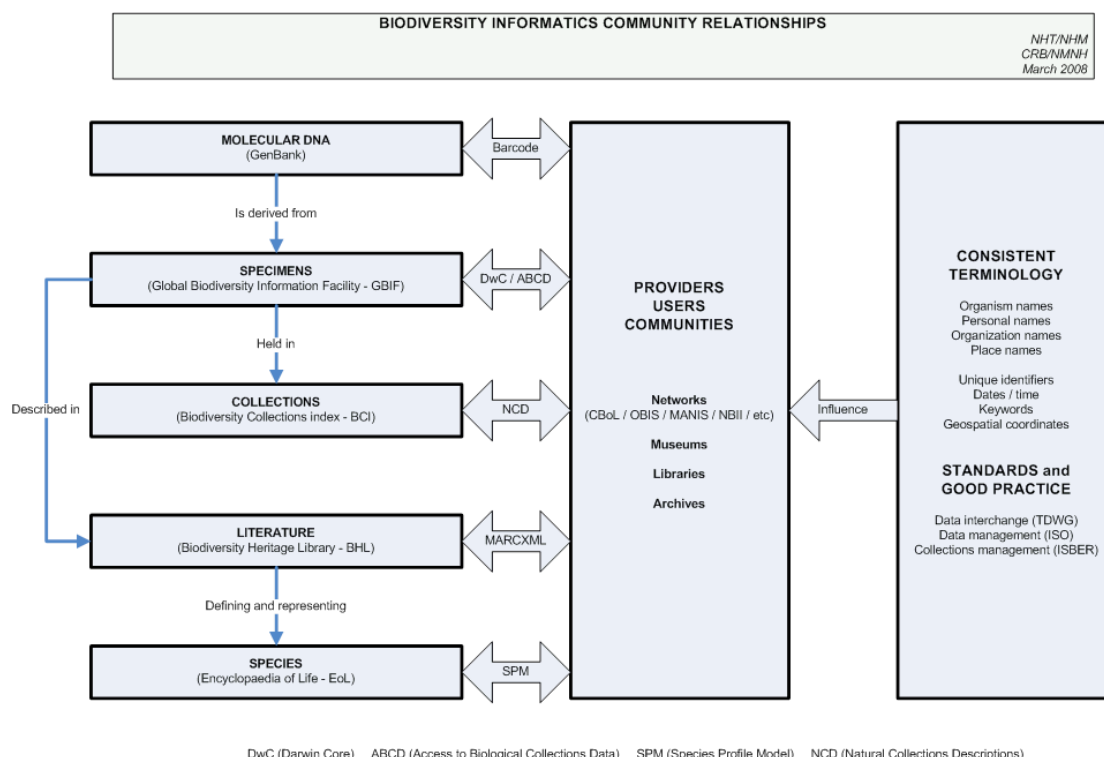 BIODIVERSITY INFORMATICS COMMUNITY RELATIONSHIPS
NHT/NHM
CRB/NMNH
March 2008
MOLECULAR DNA
(GenBank)
Barcode
Is derived from
SPECIMENS
(Global Biodiversity Information Facility - GBIF)
DwC / ABCD
Held in
Described in
COLLECTIONS
(Biodiversity Collections index - BCI)
NCD
LITERATURE
(Biodiversity Heritage Library - BHL)
MARCXML
Defining and representing
SPECIES
(Encyclopaedia of Life - EoL)
SPM
PROVIDERS
USERS
COMMUNITIES
Networks
(CBoL / OBIS / MANIS / NBII / etc)
Museums
Libraries
Archives
Influence
CONSISTENT
TERMINOLOGY
Organism names
Personal names
Organization names
Place names
Unique identifiers
Dates / time
Keywords
Geospatial coordinates
STANDARDS and
GOOD PRACTICE
Data interchange (TDWG)
Data management (ISO)
Collections management (ISBER)
DwC (Darwin Core) ABCD (Access to Biological Collections Data) SPM (Species Profile Model) NCD (Natural Collections Descriptions)